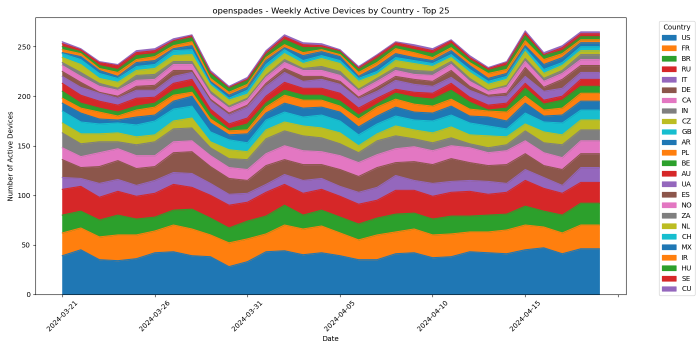 openspades - Weekly Active Devices by Country - Top 25
Number of Active Devices
250
200
150
100
50
0
2024-03-21
2024-03-26
2024-03-31
2024-04-05
2024-04-10
2024-04-15
Date
Country
US
FR
BR
RU
IT
DE
CA
IN
CZ
GB
AR
PL
BE
AU
UA
ES
NO
ZA
NL
CH
MX
IR
HU
SE
CU